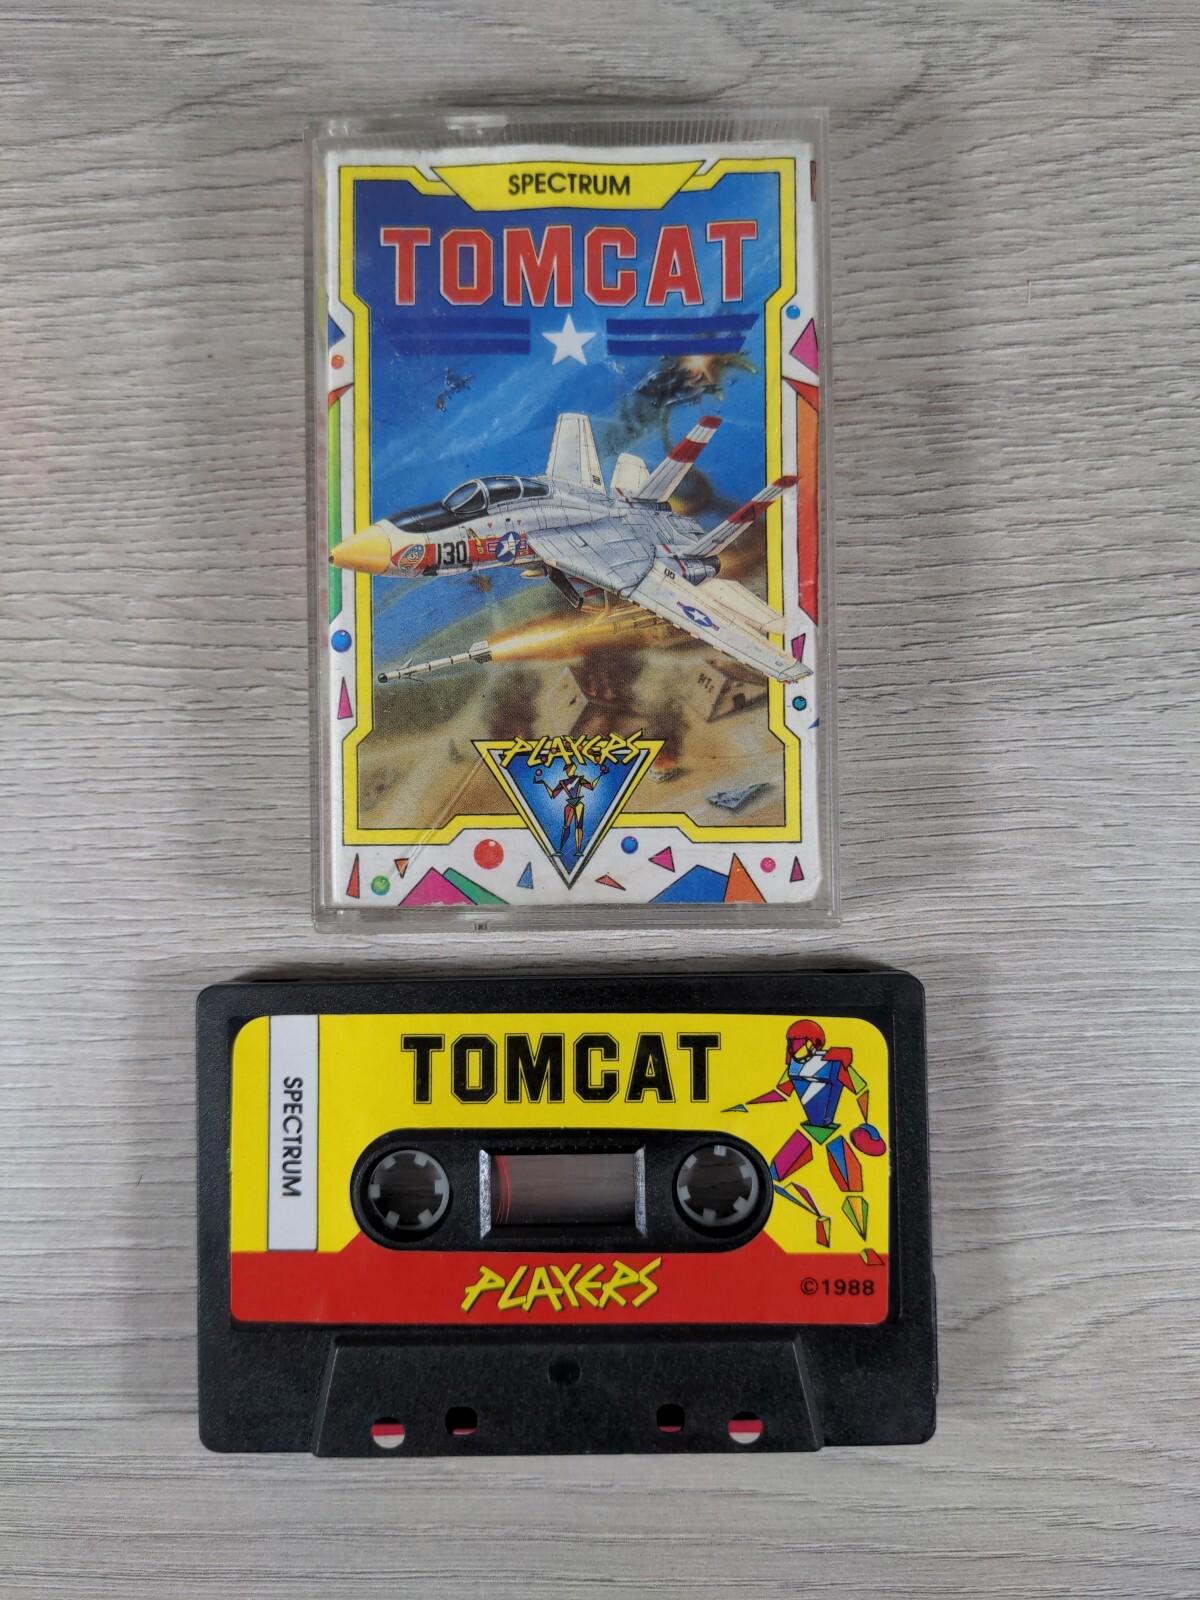 SPECTRUM
TOMCAT
130
PLAYERS
TOMCAT
SPECTRUM
PLAYERS
©1988